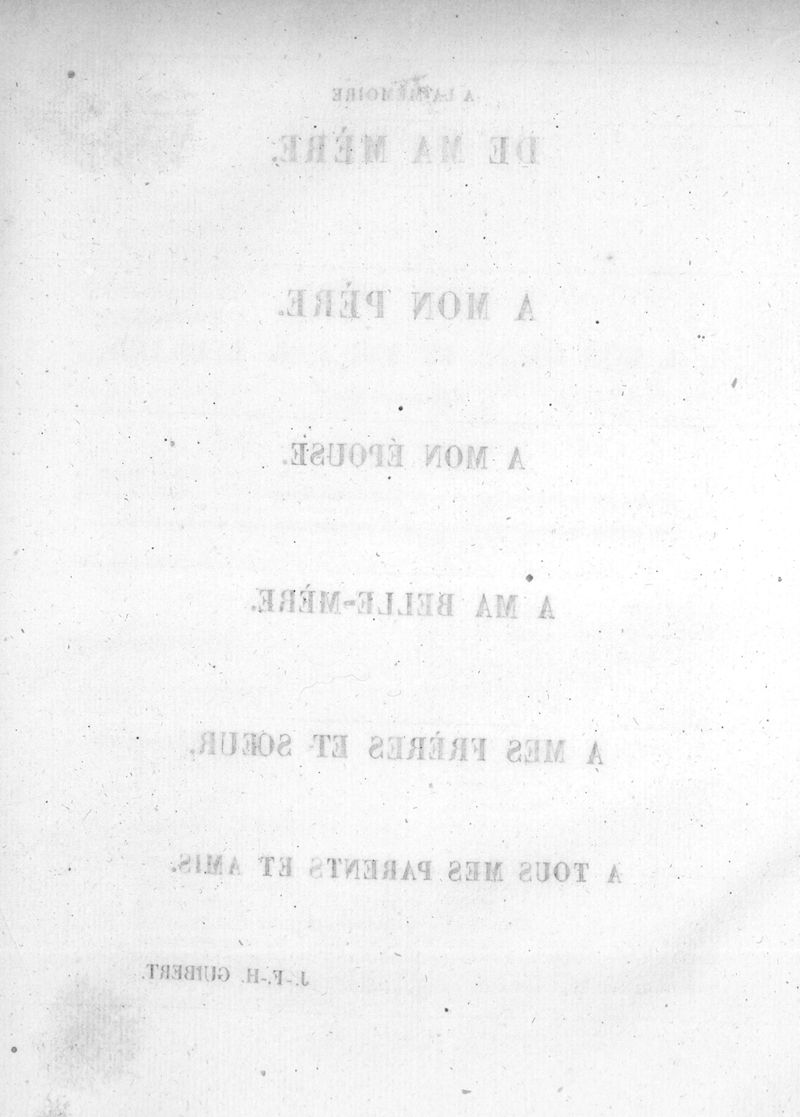 A LA MÉMOIRE
DE MA MÈRE,
A MON PÈRE.
A MON ÉPOUSE.
A MA BELLE-MÈRE.
A MES FRÈRES ET SŒUR,
A TOUS MES PARENTS ET AMIS.
J.-F.-H. GUIBERT.